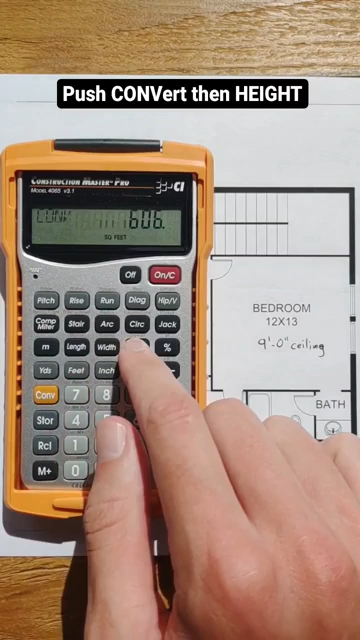 Push CONVert then HEIGHT
CONSTRUCTION MASTER PRO
MODEL 4065 V3.1
CI
CONV 606.
SQ FEET
Off
On/C
Pitch Rise Run Diag Hip/V
Comp Miter Stair Arc Circ Jack
m Length Width %
Yds Feet Inch
Conv 7 8
Stor 4
Rcl 1
M+ 0
BEDROOM
12X13
9'-0" ceiling
BATH